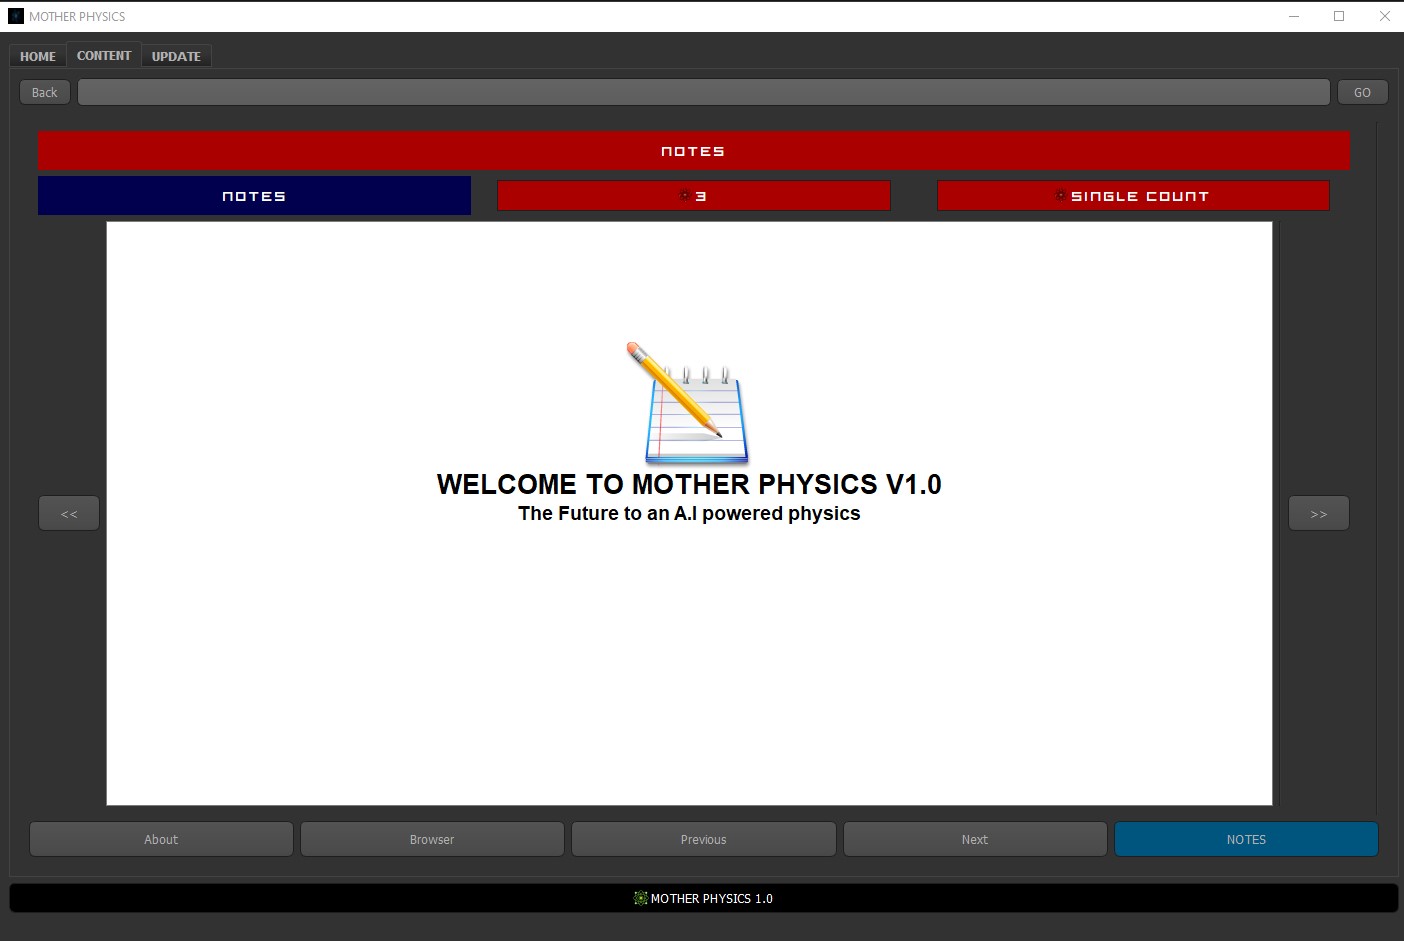 MOTHER PHYSICS
HOME CONTENT UPDATE
Back GO
NOTES
NOTES 3 SINGLE COUNT
WELCOME TO MOTHER PHYSICS V1.0
The Future to an A.I powered physics
<< >>
About Browser Previous Next NOTES
MOTHER PHYSICS 1.0